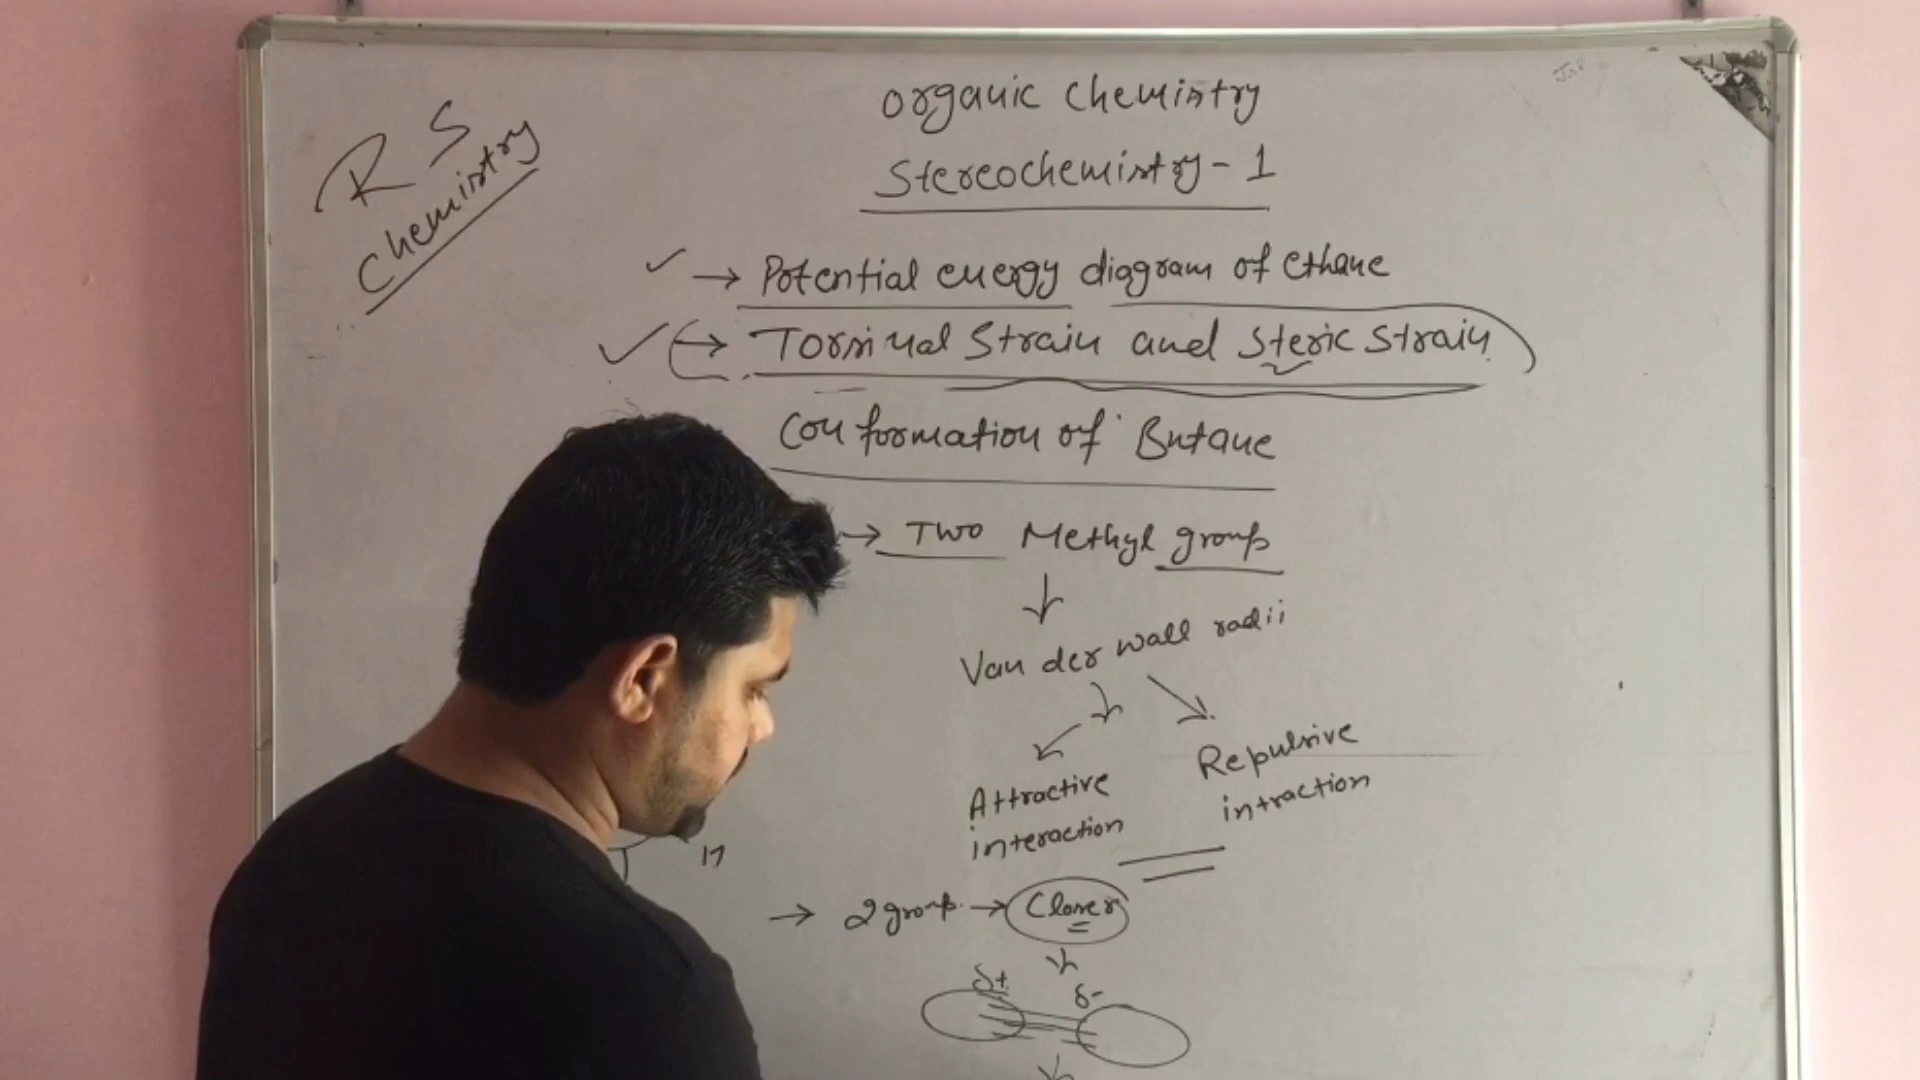 R S
Chemistry
Organic Chemistry
Stereochemistry - 1
✓ → Potential energy diagram of ethane
✓ (→ Torsional Strain and Steric Strain)
Conformation of Butane
→ Two Methyl group
↓
Van der wall radii
Attractive
interaction
Repulsive
intraction
→ 2 group → Closer
δ+
δ-